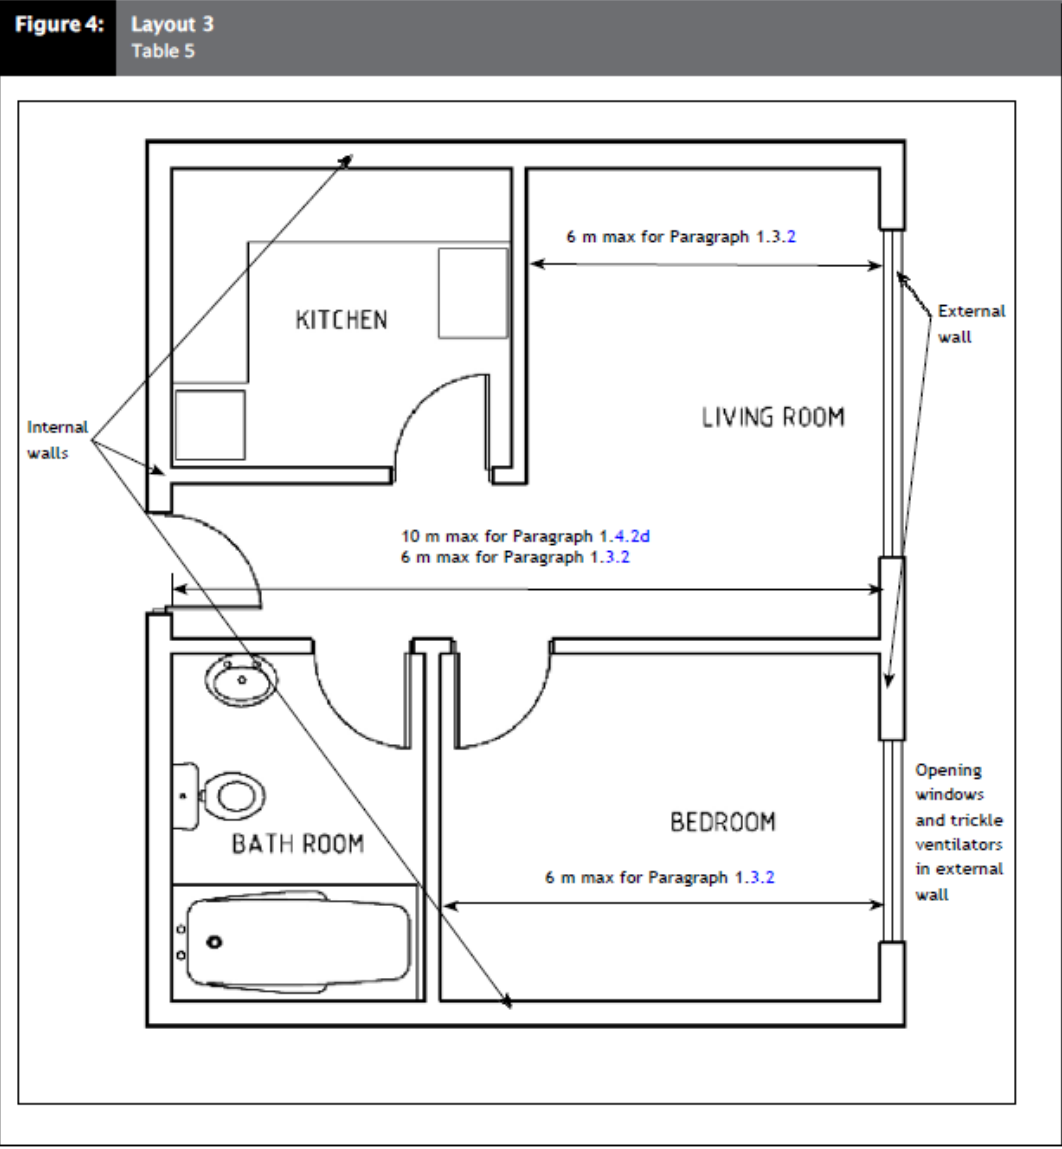 Figure 4:
Layout 3
Table 5
6 m max for Paragraph 1.3.2
External
wall
KITCHEN
LIVING ROOM
Internal
walls
10 m max for Paragraph 1.4.2d
6 m max for Paragraph 1.3.2
Opening
windows
and trickle
ventilators
in external
wall
BEDROOM
BATH ROOM
6 m max for Paragraph 1.3.2